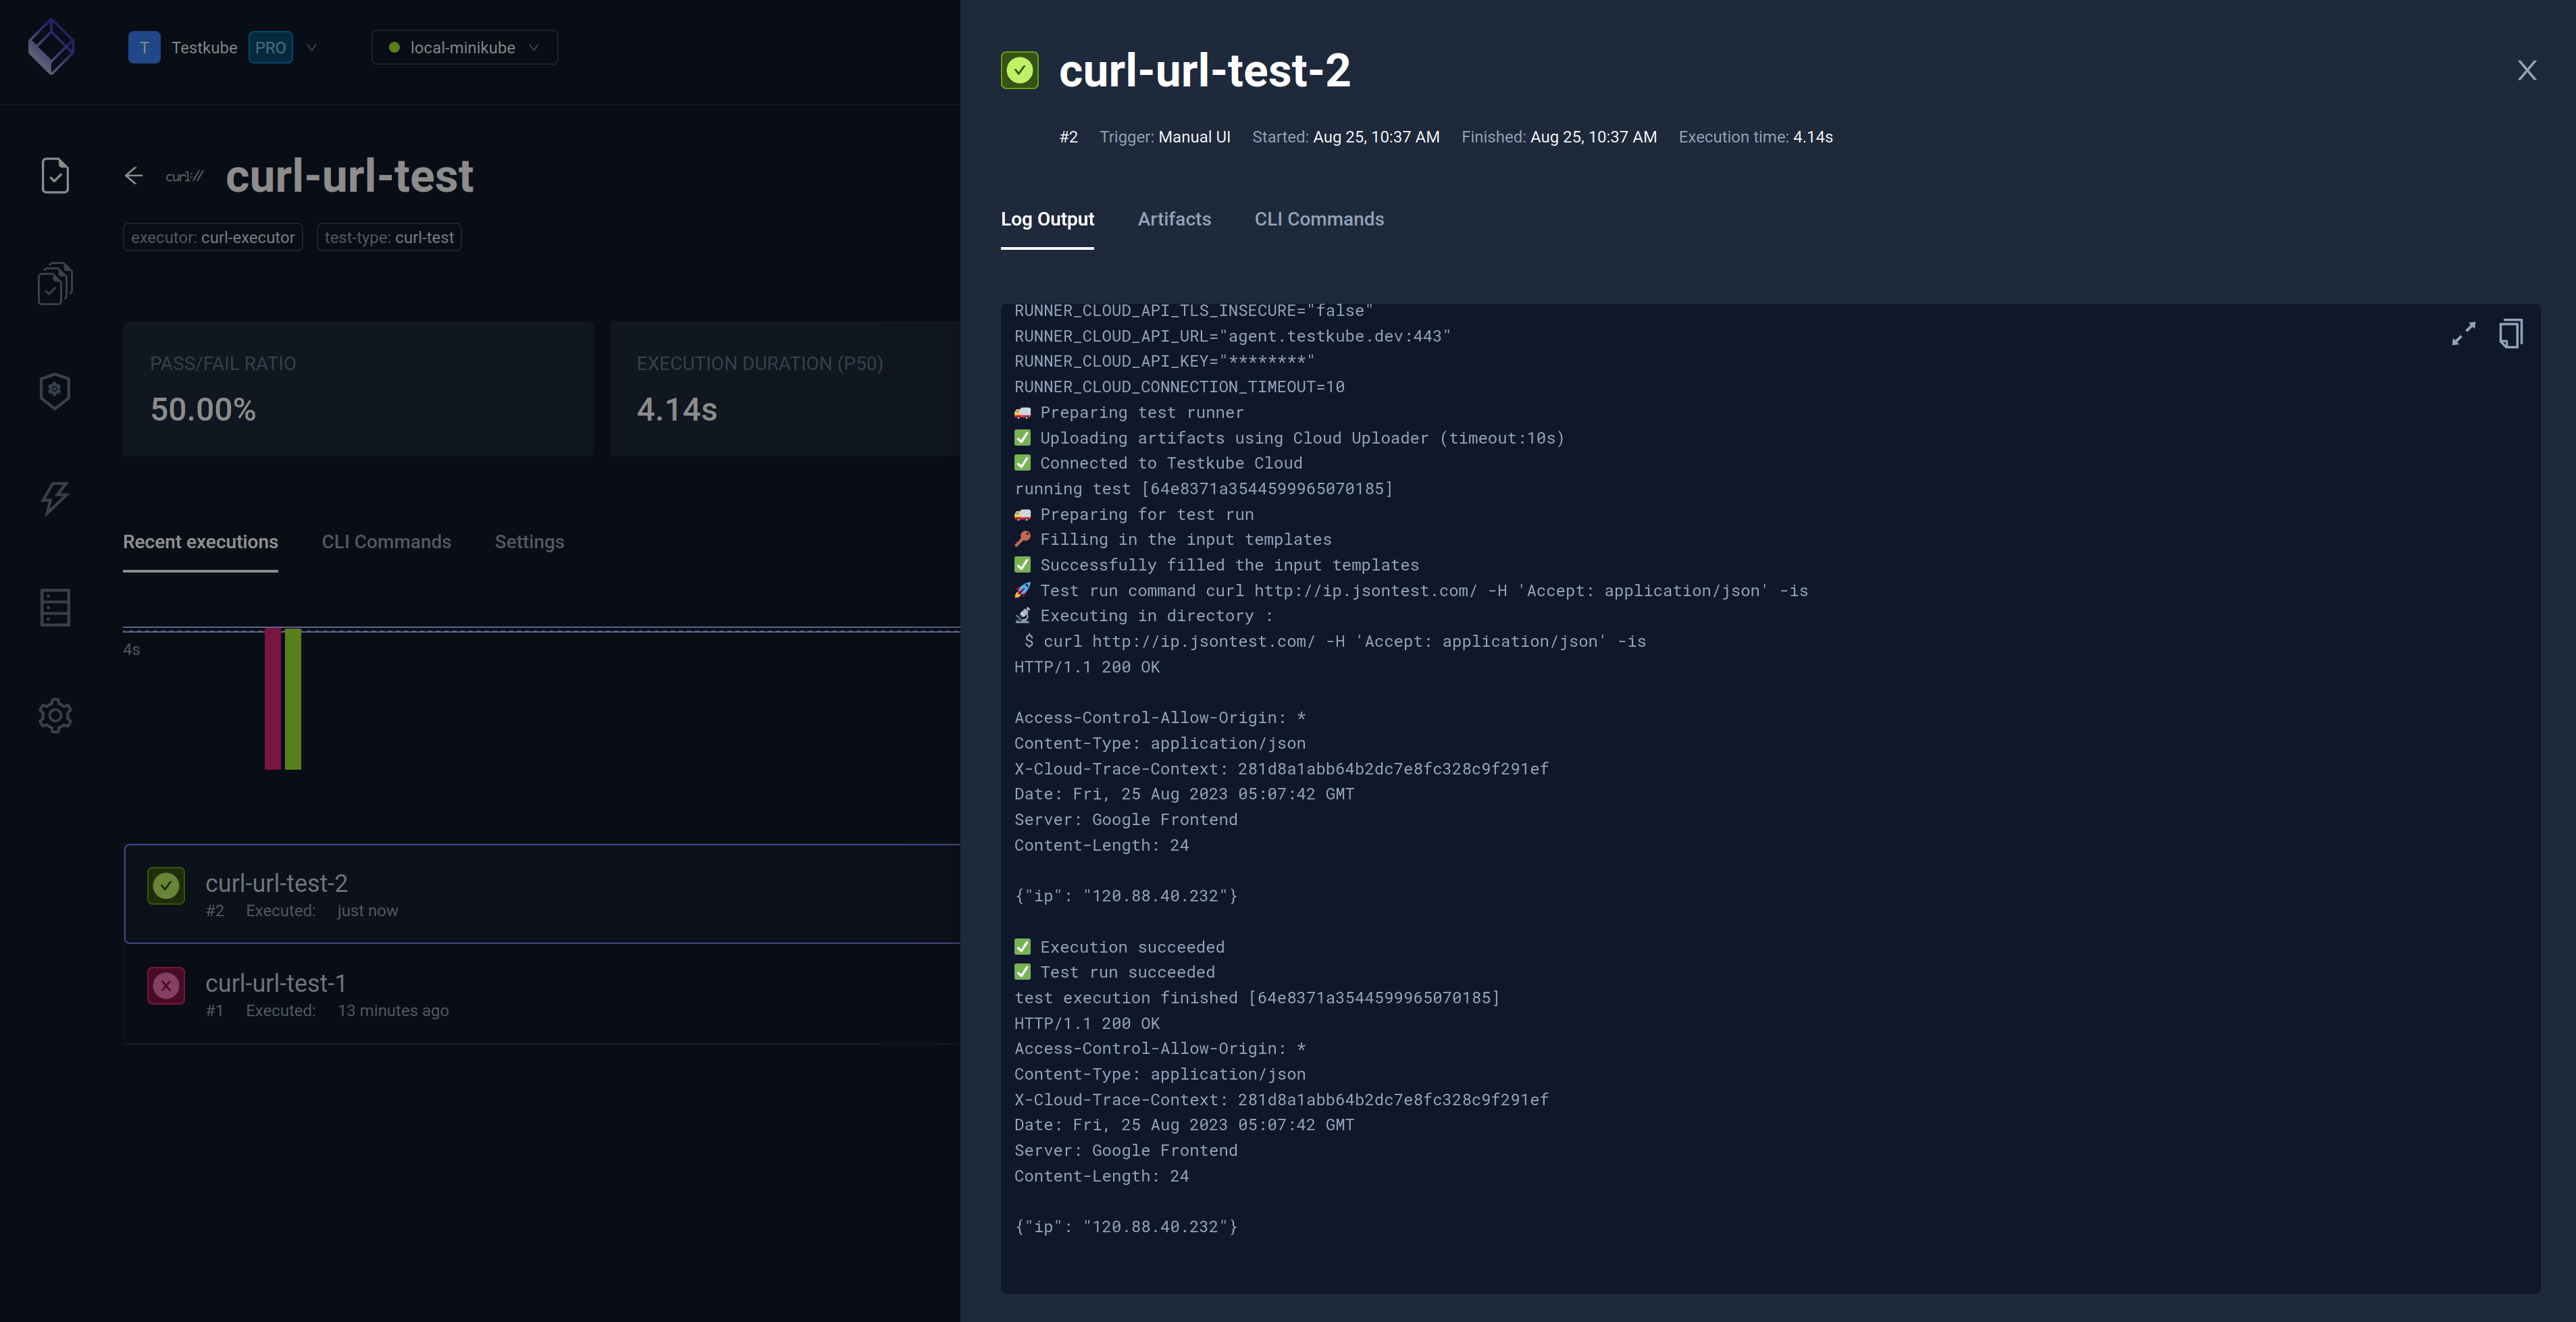 T Testkube PRO local-minikube
curl:// curl-url-test
executor: curl-executor test-type: curl-test
PASS/FAIL RATIO
50.00%
EXECUTION DURATION (P50)
4.14s
Recent executions CLI Commands Settings
4s
curl-url-test-2
#2 Executed: just now
curl-url-test-1
#1 Executed: 13 minutes ago
curl-url-test-2
#2 Trigger: Manual UI Started: Aug 25, 10:37 AM Finished: Aug 25, 10:37 AM Execution time: 4.14s
Log Output Artifacts CLI Commands
RUNNER_CLOUD_API_TLS_INSECURE="false"
RUNNER_CLOUD_API_URL="agent.testkube.dev:443"
RUNNER_CLOUD_API_KEY="********"
RUNNER_CLOUD_CONNECTION_TIMEOUT=10
🚚 Preparing test runner
✅ Uploading artifacts using Cloud Uploader (timeout:10s)
✅ Connected to Testkube Cloud
running test [64e8371a3544599965070185]
🚚 Preparing for test run
🔑 Filling in the input templates
✅ Successfully filled the input templates
🚀 Test run command curl http://ip.jsontest.com/ -H 'Accept: application/json' -is
🔬 Executing in directory :
$ curl http://ip.jsontest.com/ -H 'Accept: application/json' -is
HTTP/1.1 200 OK
Access-Control-Allow-Origin: *
Content-Type: application/json
X-Cloud-Trace-Context: 281d8a1abb64b2dc7e8fc328c9f291ef
Date: Fri, 25 Aug 2023 05:07:42 GMT
Server: Google Frontend
Content-Length: 24
{"ip": "120.88.40.232"}
✅ Execution succeeded
✅ Test run succeeded
test execution finished [64e8371a3544599965070185]
HTTP/1.1 200 OK
Access-Control-Allow-Origin: *
Content-Type: application/json
X-Cloud-Trace-Context: 281d8a1abb64b2dc7e8fc328c9f291ef
Date: Fri, 25 Aug 2023 05:07:42 GMT
Server: Google Frontend
Content-Length: 24
{"ip": "120.88.40.232"}